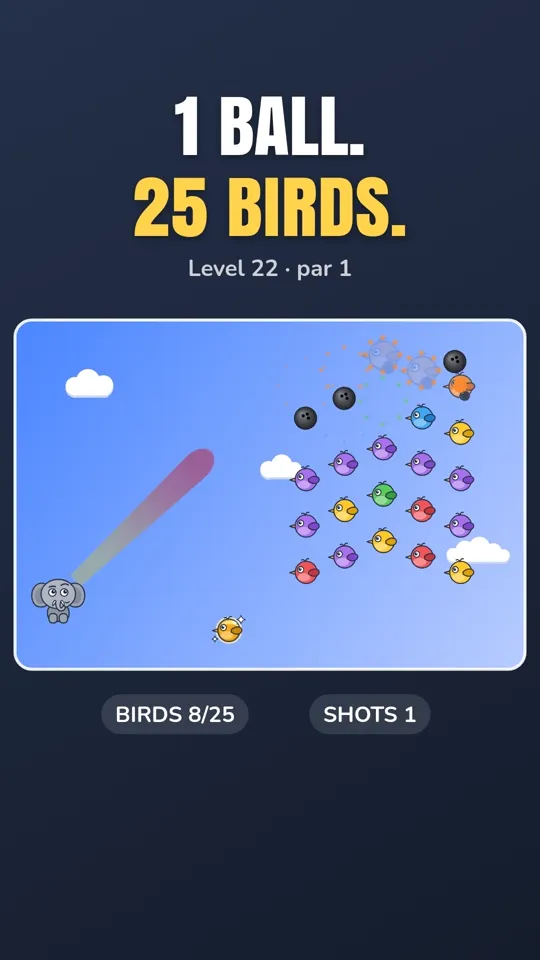 1 BALL.
25 BIRDS.
Level 22 · par 1
BIRDS 8/25
SHOTS 1